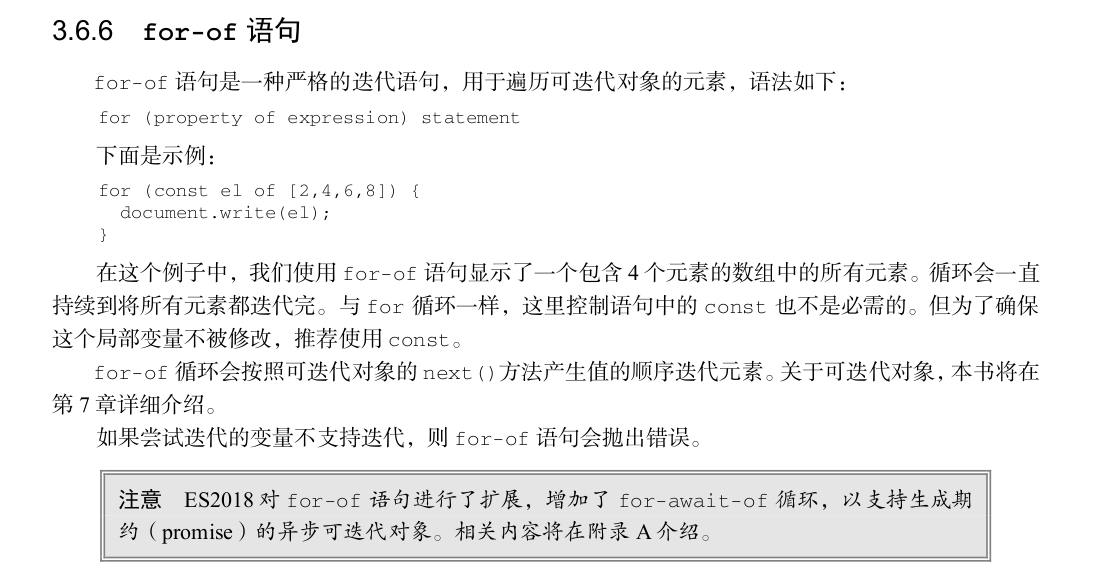 3.6.6 for-of 语句
for-of 语句是一种严格的迭代语句，用于遍历可迭代对象的元素，语法如下：
for (property of expression) statement
下面是示例：
for (const el of [2,4,6,8]) {
  document.write(el);
}
在这个例子中，我们使用 for-of 语句显示了一个包含 4 个元素的数组中的所有元素。循环会一直
持续到将所有元素都迭代完。与 for 循环一样，这里控制语句中的 const 也不是必需的。但为了确保
这个局部变量不被修改，推荐使用 const。
for-of 循环会按照可迭代对象的 next()方法产生值的顺序迭代元素。关于可迭代对象，本书将在
第 7 章详细介绍。
如果尝试迭代的变量不支持迭代，则 for-of 语句会抛出错误。
注意 ES2018 对 for-of 语句进行了扩展，增加了 for-await-of 循环，以支持生成期
约（promise）的异步可迭代对象。相关内容将在附录 A 介绍。